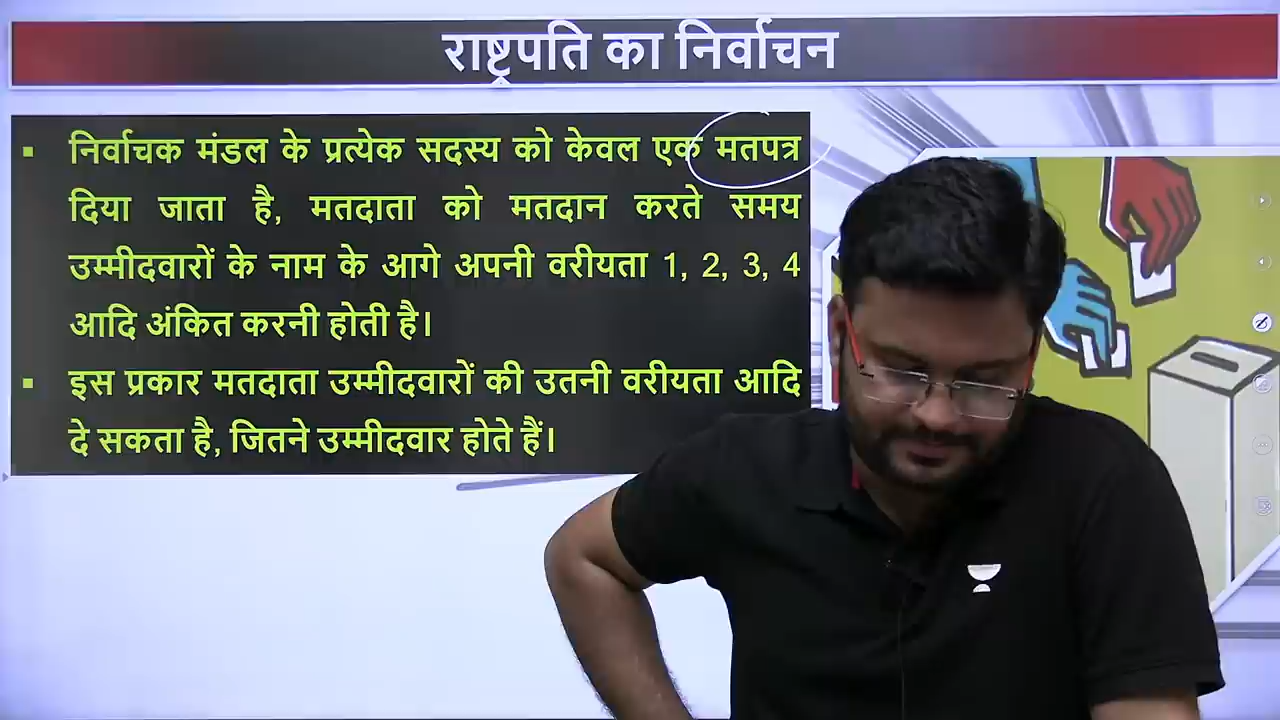 राष्ट्रपति का निर्वाचन
▪ निर्वाचक मंडल के प्रत्येक सदस्य को केवल एक मतपत्र
दिया जाता है, मतदाता को मतदान करते समय
उम्मीदवारों के नाम के आगे अपनी वरीयता 1, 2, 3, 4
आदि अंकित करनी होती है।
▪ इस प्रकार मतदाता उम्मीदवारों की उतनी वरीयता आदि
दे सकता है, जितने उम्मीदवार होते हैं।